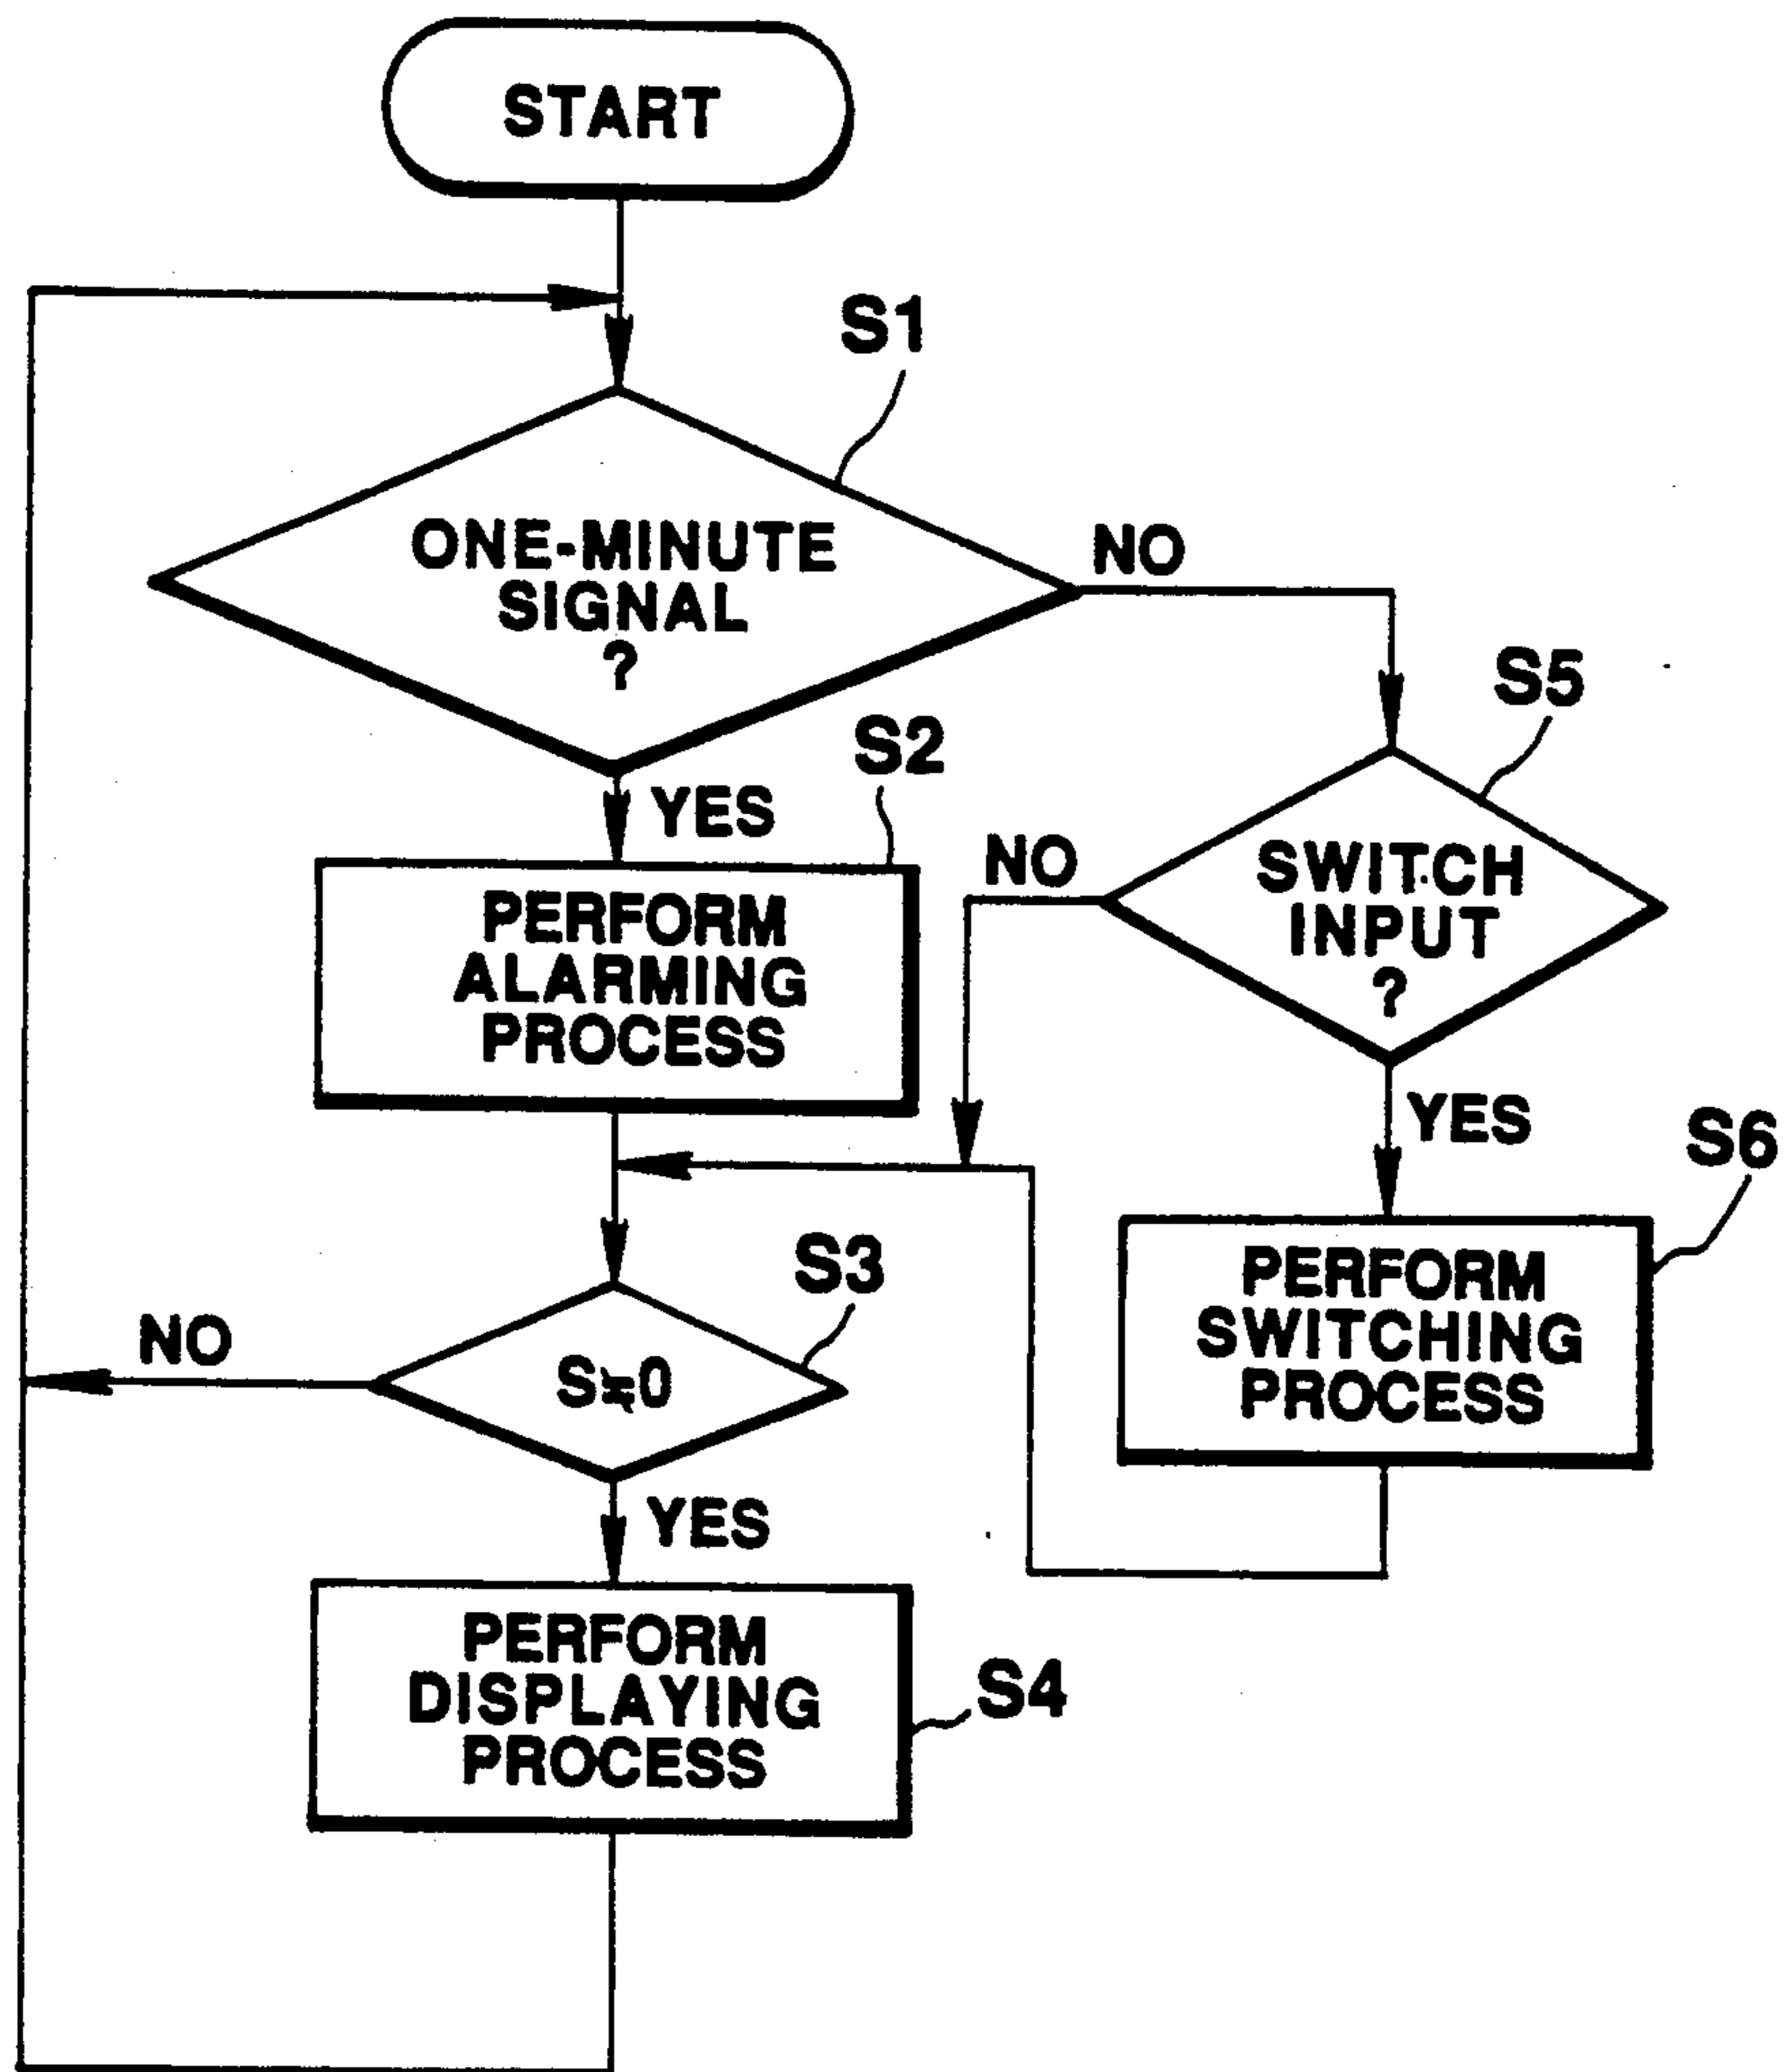 START
S1
ONE-MINUTE
SIGNAL
?
NO
YES
S2
PERFORM
ALARMING
PROCESS
S5
SWITCH
INPUT
?
NO
YES
S6
PERFORM
SWITCHING
PROCESS
S3
S≒0
NO
YES
PERFORM
DISPLAYING
PROCESS
S4